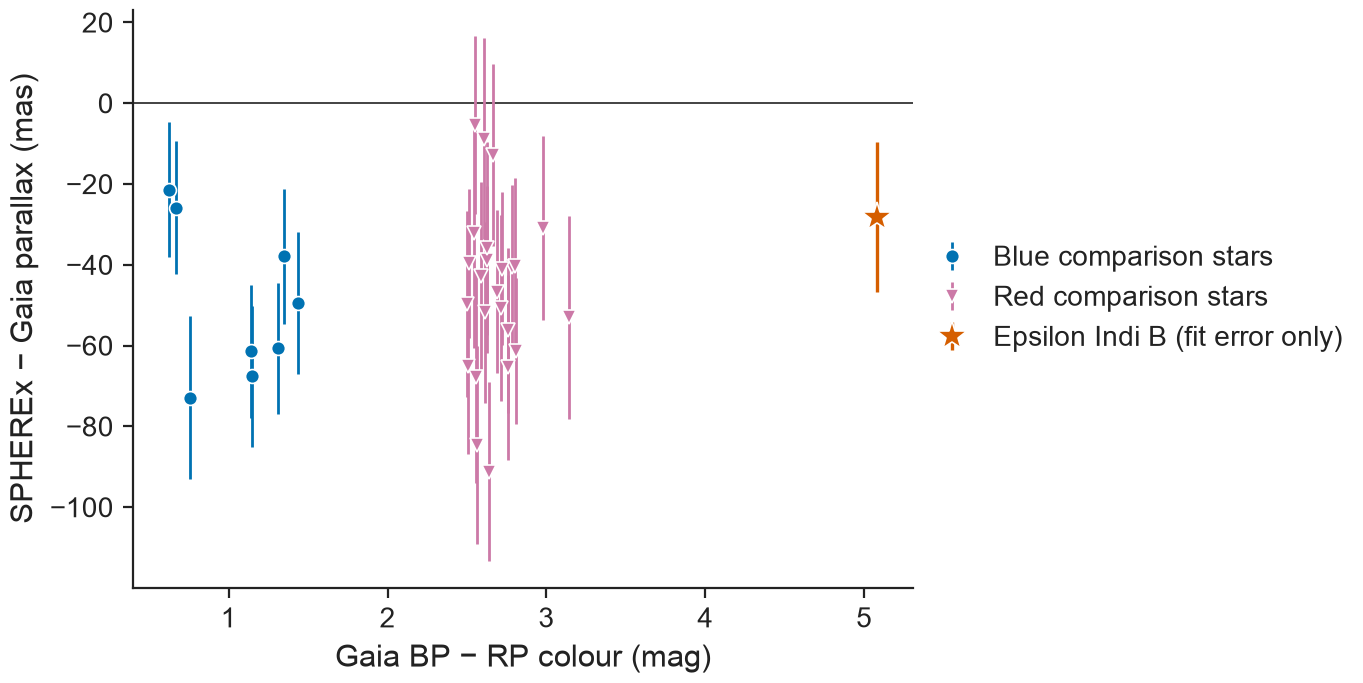 SPHEREx − Gaia parallax (mas)
20
0
−20
−40
−60
−80
−100
1
2
3
4
5
Gaia BP − RP colour (mag)
Blue comparison stars
Red comparison stars
Epsilon Indi B (fit error only)